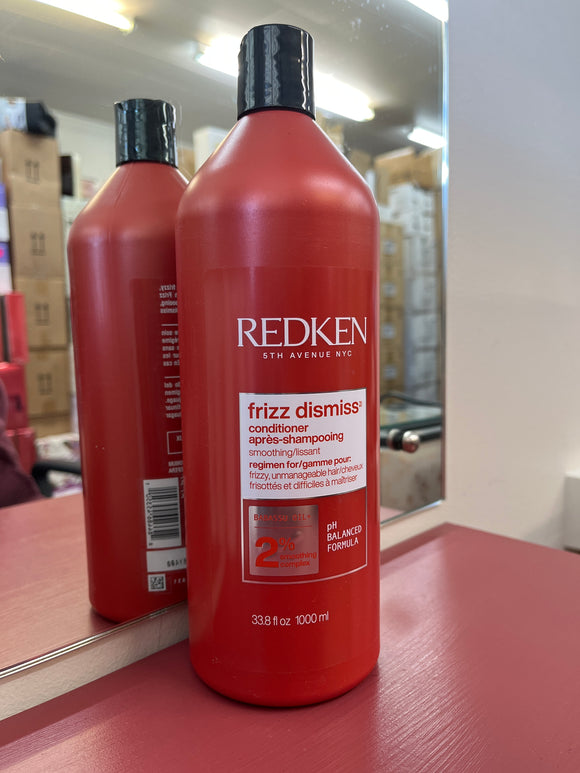 REDKEN
5TH AVENUE NYC
frizz dismiss
conditioner
après-shampooing
smoothing/lissant
regimen for/gamme pour:
frizzy, unmanageable hair/cheveux
frisottés et difficiles à maîtriser
2%
smoothing
complex
pH
BALANCED
FORMULA
33.8 fl oz 1000 ml